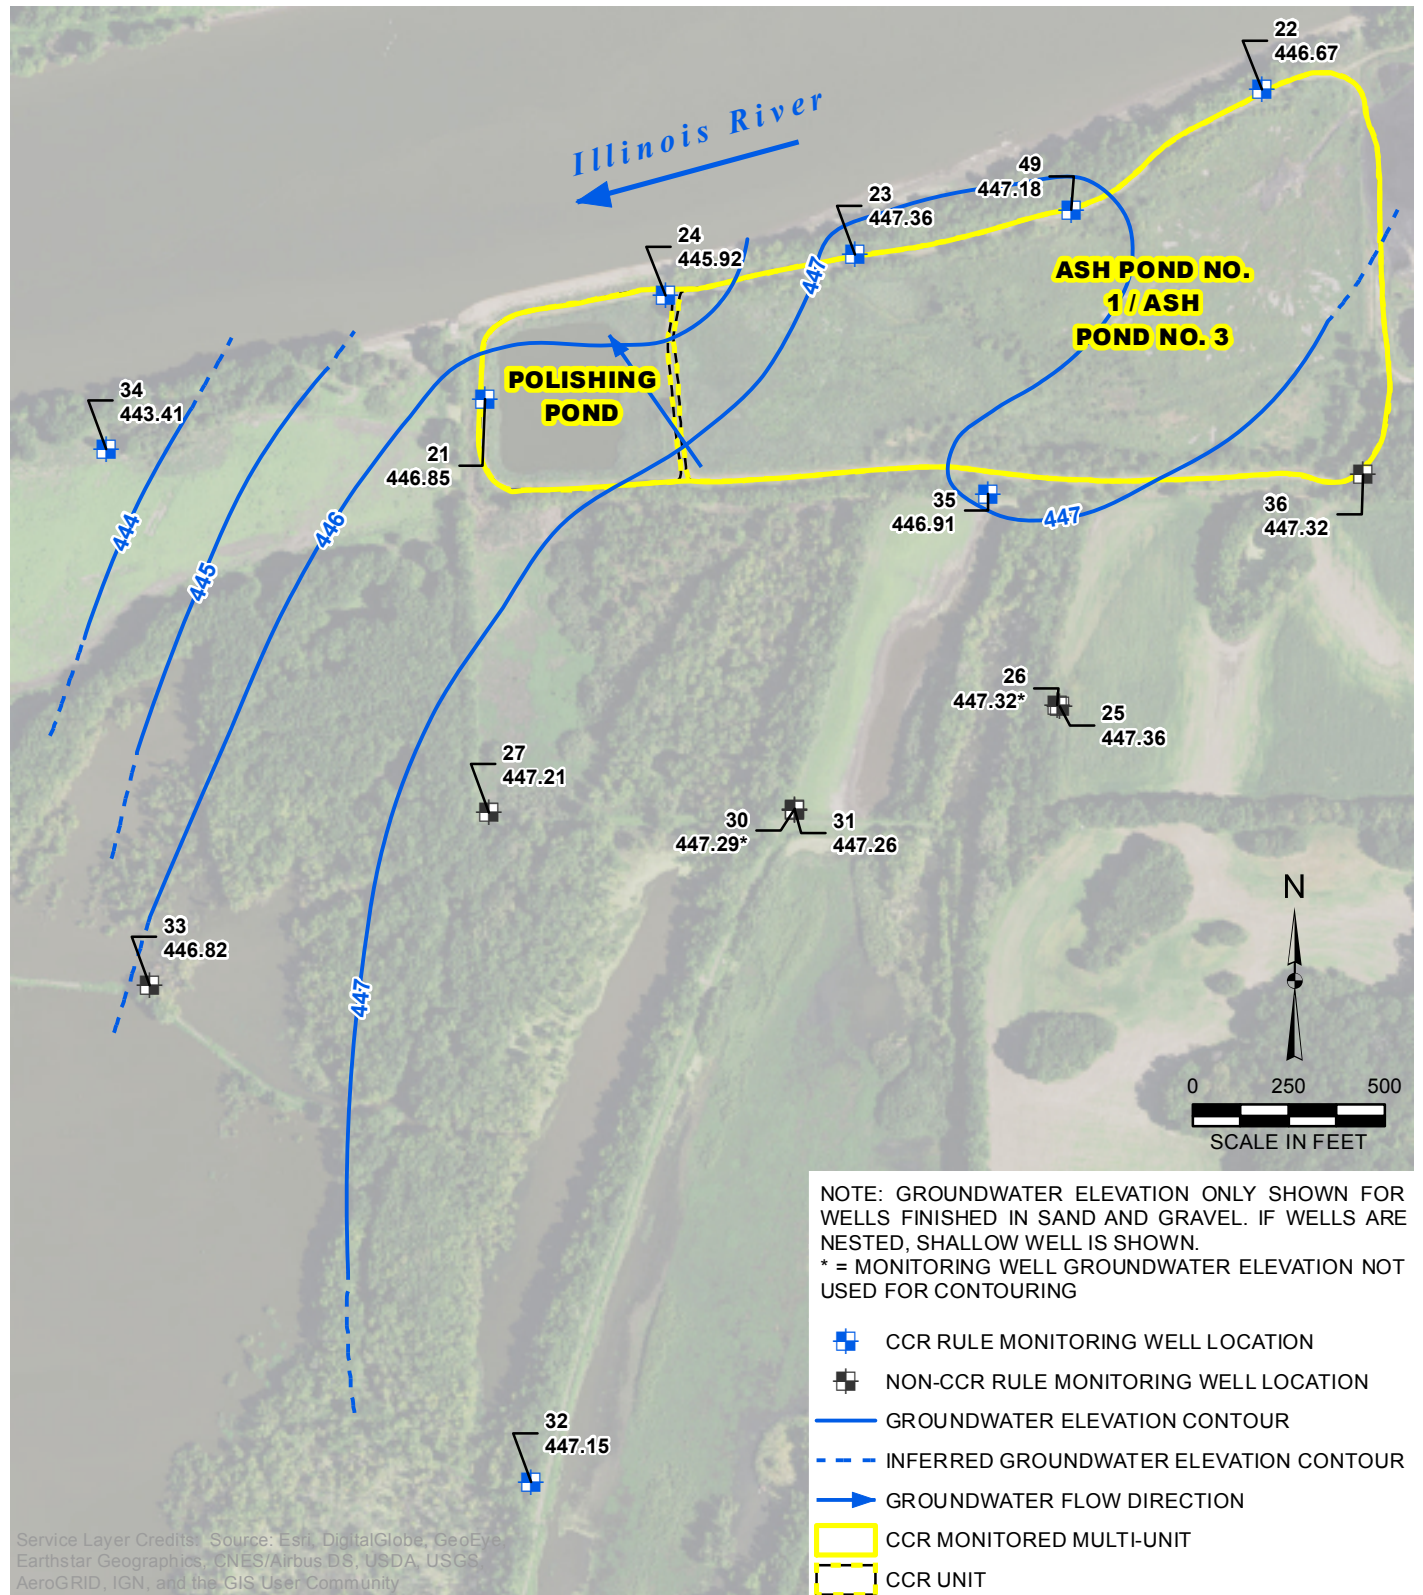 22
446.67
Illinois River
49
447.18
23
447.36
24
445.92
447
ASH POND NO.
1 / ASH
POND NO. 3
POLISHING
POND
34
443.41
21
446.85
444
445
446
35
446.91
447
36
447.32
26
447.32*
25
447.36
27
447.21
30
447.29*
31
447.26
33
446.82
447
N
0 250 500
SCALE IN FEET
32
447.15
NOTE: GROUNDWATER ELEVATION ONLY SHOWN FOR
WELLS FINISHED IN SAND AND GRAVEL. IF WELLS ARE
NESTED, SHALLOW WELL IS SHOWN.
* = MONITORING WELL GROUNDWATER ELEVATION NOT
USED FOR CONTOURING
CCR RULE MONITORING WELL LOCATION
NON-CCR RULE MONITORING WELL LOCATION
GROUNDWATER ELEVATION CONTOUR
INFERRED GROUNDWATER ELEVATION CONTOUR
GROUNDWATER FLOW DIRECTION
CCR MONITORED MULTI-UNIT
CCR UNIT
Service Layer Credits: Source: Esri, DigitalGlobe, GeoEye,
Earthstar Geographics, CNES/Airbus DS, USDA, USGS,
AeroGRID, IGN, and the GIS User Community